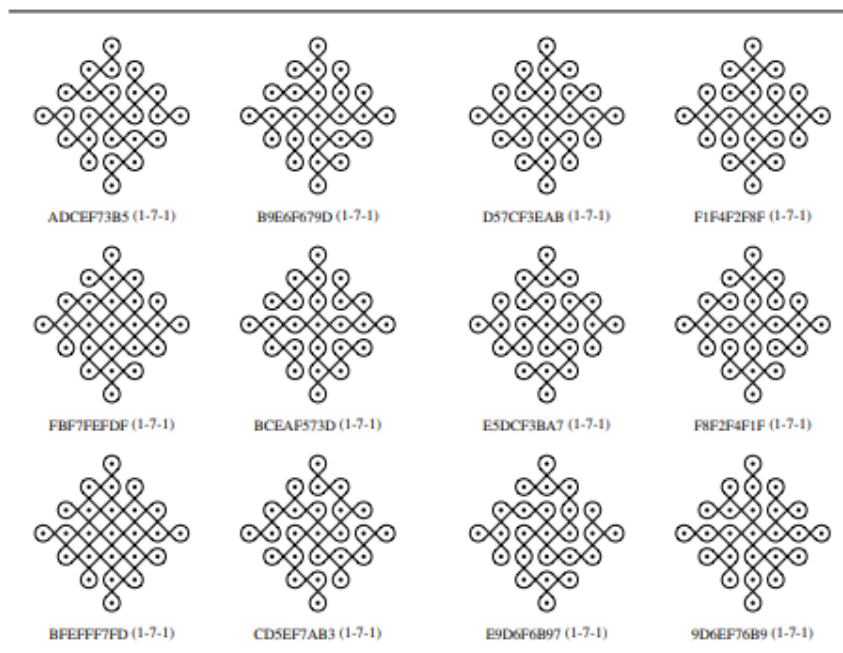 ADCEF73B5 (1-7-1) B9E6F679D (1-7-1) D57CF3EAB (1-7-1) F1F4F2F8F (1-7-1)
FBF7FEFDF (1-7-1) BCEAF573D (1-7-1) E5DCF3BA7 (1-7-1) F8F2F4F1F (1-7-1)
BFEFFF7FD (1-7-1) CD5EF7AB3 (1-7-1) E9D6F6B97 (1-7-1) 9D6EF76B9 (1-7-1)